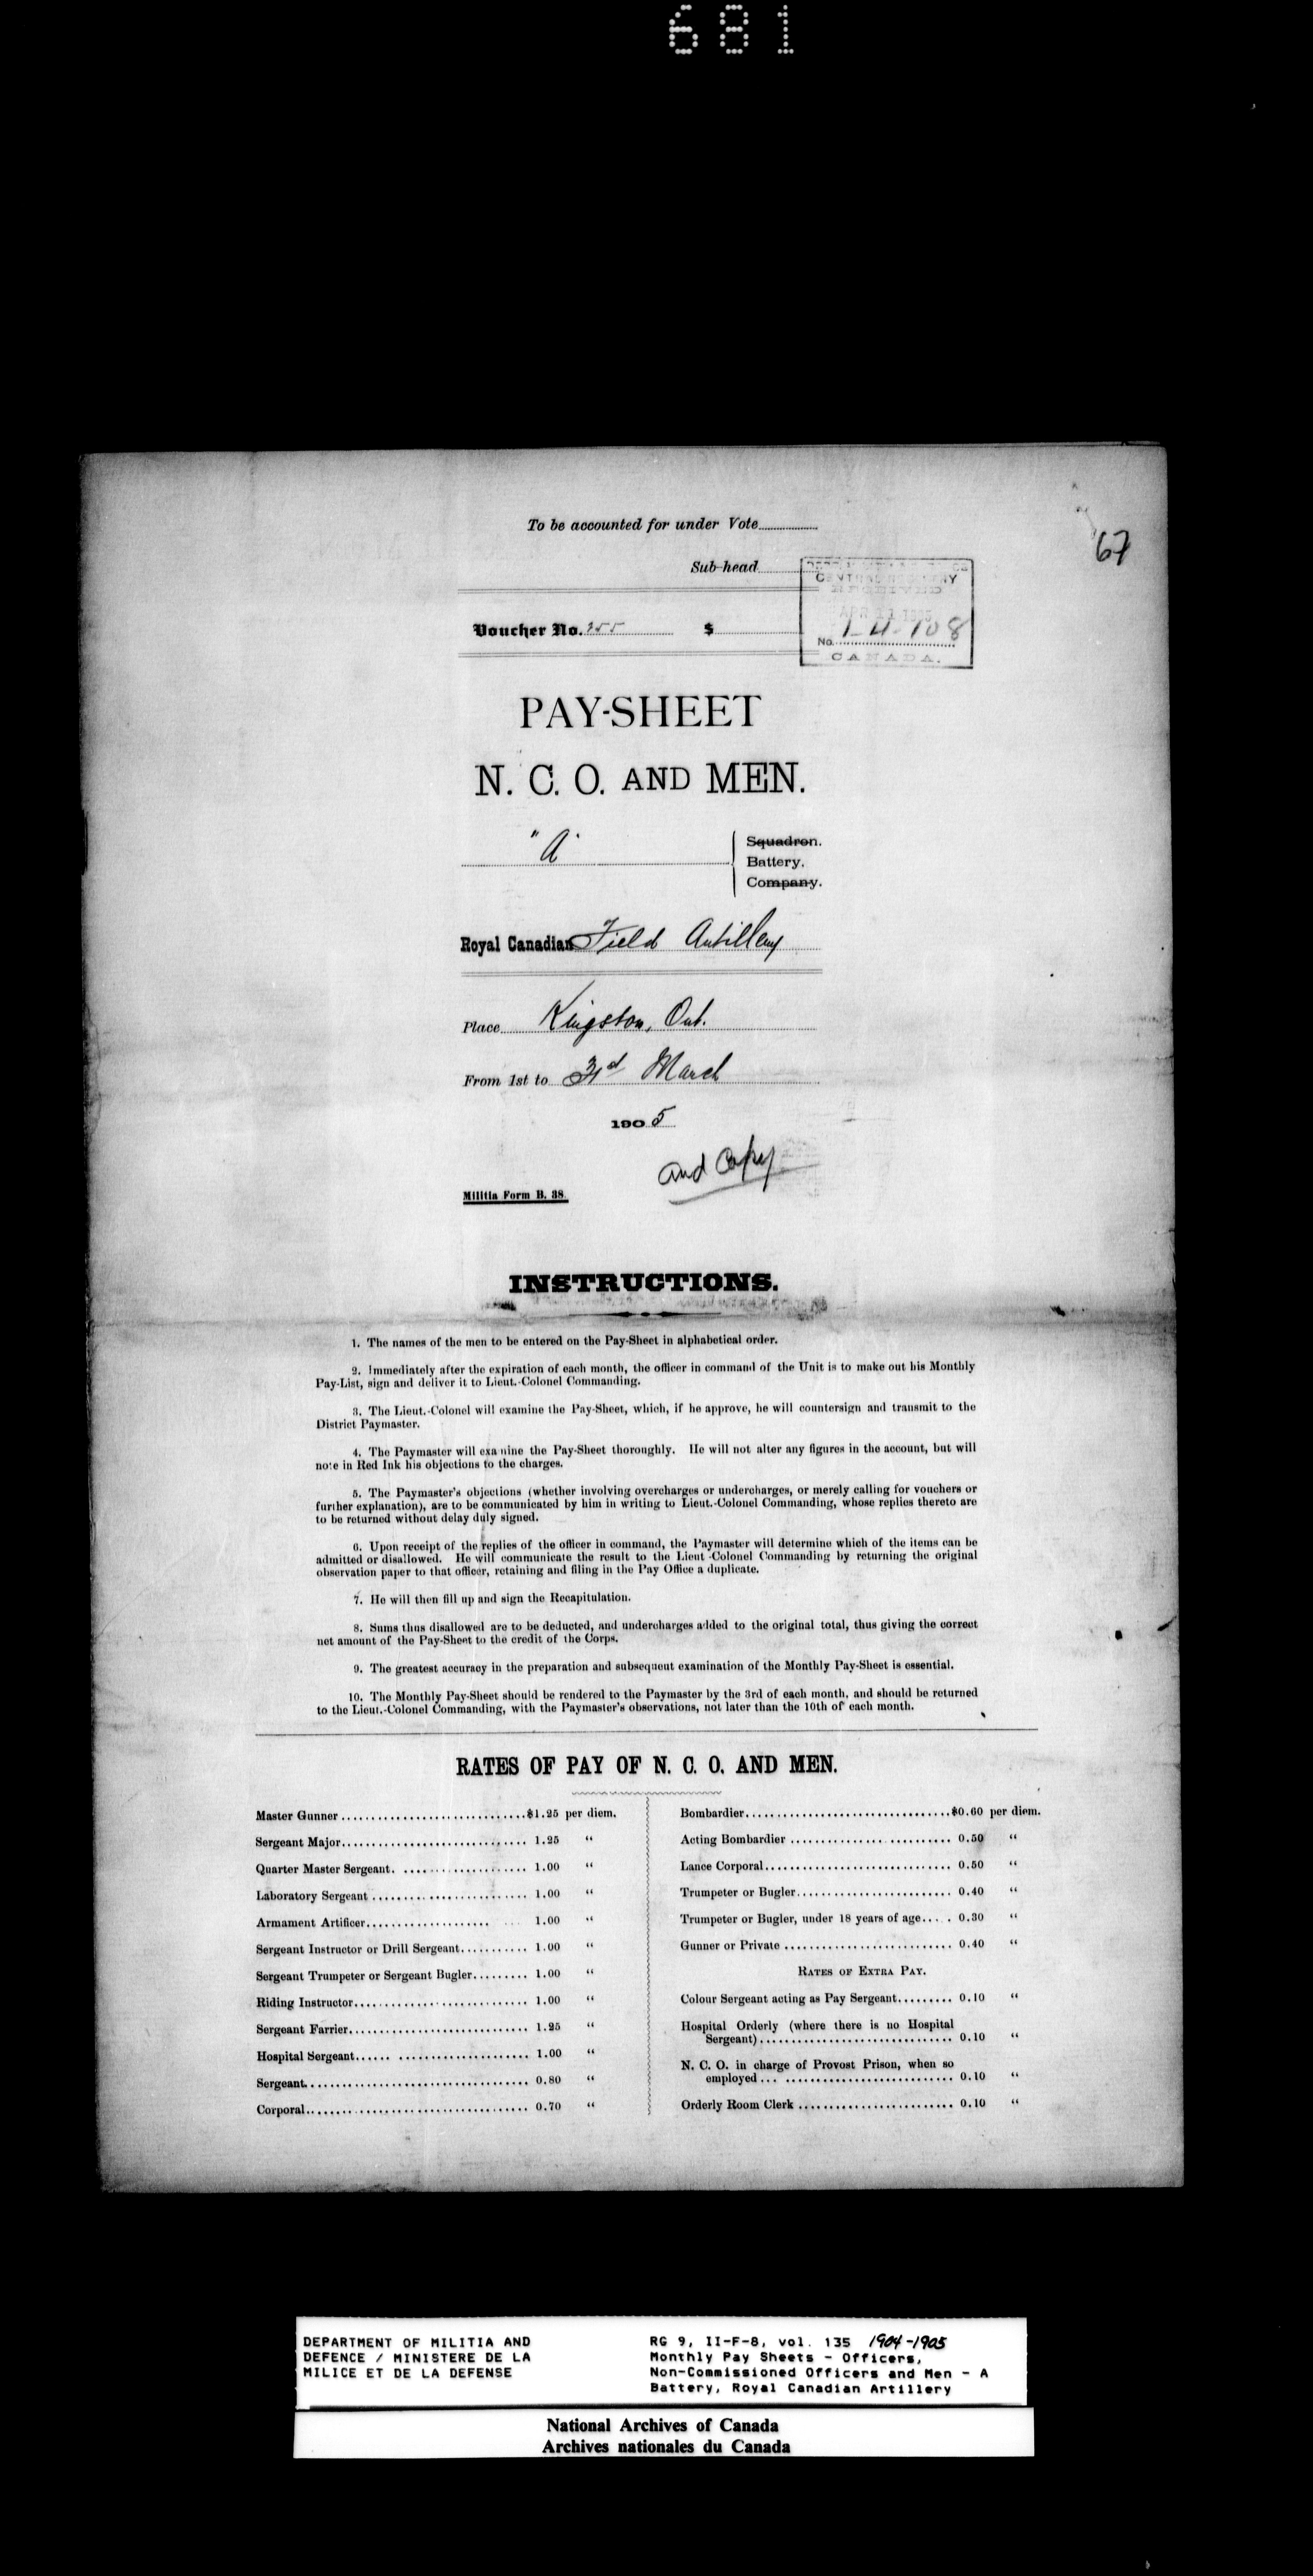 681
67
To be accounted for under Vote
Sub-head
CENTRAL REGISTRY
RECEIVED
APR 11 1905
No. 1-4-108
CANADA.
Voucher No. 255 $
PAY-SHEET
N. C. O. AND MEN.
"A"
Squadron.
Battery.
Company.
Royal Canadian Field Artillery
Place Kingston, Ont.
From 1st to 31st March
1905
and Copy
Militia Form B. 38
INSTRUCTIONS.
1. The names of the men to be entered on the Pay-Sheet in alphabetical order.
2. Immediately after the expiration of each month, the officer in command of the Unit is to make out his Monthly
Pay-List, sign and deliver it to Lieut.-Colonel Commanding.
3. The Lieut.-Colonel will examine the Pay-Sheet, which, if he approve, he will countersign and transmit to the
District Paymaster.
4. The Paymaster will examine the Pay-Sheet thoroughly. He will not alter any figures in the account, but will
note in Red Ink his objections to the charges.
5. The Paymaster's objections (whether involving overcharges or undercharges, or merely calling for vouchers or
further explanation), are to be communicated by him in writing to Lieut.-Colonel Commanding, whose replies thereto are
to be returned without delay duly signed.
6. Upon receipt of the replies of the officer in command, the Paymaster will determine which of the items can be
admitted or disallowed. He will communicate the result to the Lieut-Colonel Commanding by returning the original
observation paper to that officer, retaining and filing in the Pay Office a duplicate.
7. He will then fill up and sign the Recapitulation.
8. Sums thus disallowed are to be deducted, and undercharges added to the original total, thus giving the correct
net amount of the Pay-Sheet to the credit of the Corps.
9. The greatest accuracy in the preparation and subsequent examination of the Monthly Pay-Sheet is essential.
10. The Monthly Pay-Sheet should be rendered to the Paymaster by the 3rd of each month, and should be returned
to the Lieut.-Colonel Commanding, with the Paymaster's observations, not later than the 10th of each month.
RATES OF PAY OF N. C. O. AND MEN.
Master Gunner $1.25 per diem.
Sergeant Major 1.25 "
Quarter Master Sergeant 1.00 "
Laboratory Sergeant 1.00 "
Armament Artificer 1.00 "
Sergeant Instructor or Drill Sergeant 1.00 "
Sergeant Trumpeter or Sergeant Bugler 1.00 "
Riding Instructor 1.00 "
Sergeant Farrier 1.25 "
Hospital Sergeant 1.00 "
Sergeant 0.80 "
Corporal 0.70 "
Bombardier $0.60 per diem.
Acting Bombardier 0.50 "
Lance Corporal 0.50 "
Trumpeter or Bugler 0.40 "
Trumpeter or Bugler, under 18 years of age 0.30 "
Gunner or Private 0.40 "
RATES OF EXTRA PAY.
Colour Sergeant acting as Pay Sergeant 0.10 "
Hospital Orderly (where there is no Hospital
Sergeant) 0.10 "
N. C. O. in charge of Provost Prison, when so
employed 0.10 "
Orderly Room Clerk 0.10 "
DEPARTMENT OF MILITIA AND
DEFENCE / MINISTERE DE LA
MILICE ET DE LA DEFENSE
RG 9, II-F-8, vol. 135 1904-1905
Monthly Pay Sheets - Officers,
Non-Commissioned Officers and Men - A
Battery, Royal Canadian Artillery
National Archives of Canada
Archives nationales du Canada